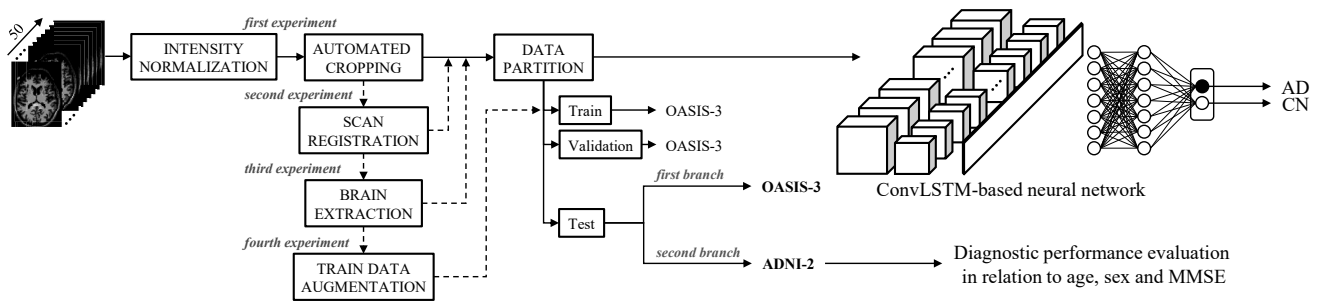 50
first experiment
INTENSITY
NORMALIZATION
AUTOMATED
CROPPING
DATA
PARTITION
second experiment
SCAN
REGISTRATION
third experiment
BRAIN
EXTRACTION
fourth experiment
TRAIN DATA
AUGMENTATION
Train
OASIS-3
Validation
OASIS-3
Test
first branch
OASIS-3
second branch
ADNI-2
Diagnostic performance evaluation
in relation to age, sex and MMSE
ConvLSTM-based neural network
AD
CN